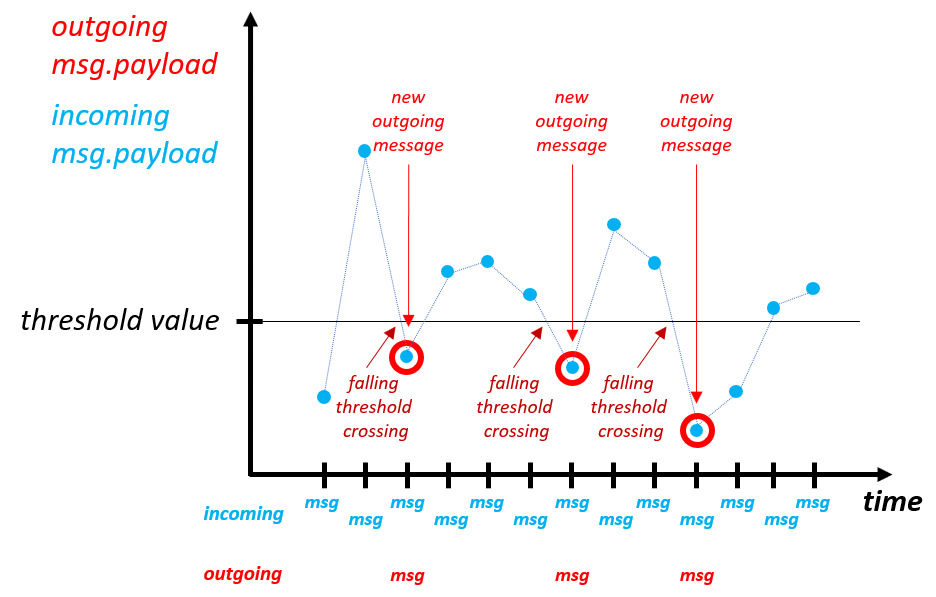 outgoing
msg.payload
incoming
msg.payload
new
outgoing
message
new
outgoing
message
new
outgoing
message
threshold value
falling
threshold
crossing
falling
threshold
crossing
falling
threshold
crossing
time
incoming
msg msg msg msg msg msg msg msg msg msg msg msg msg
outgoing msg msg msg